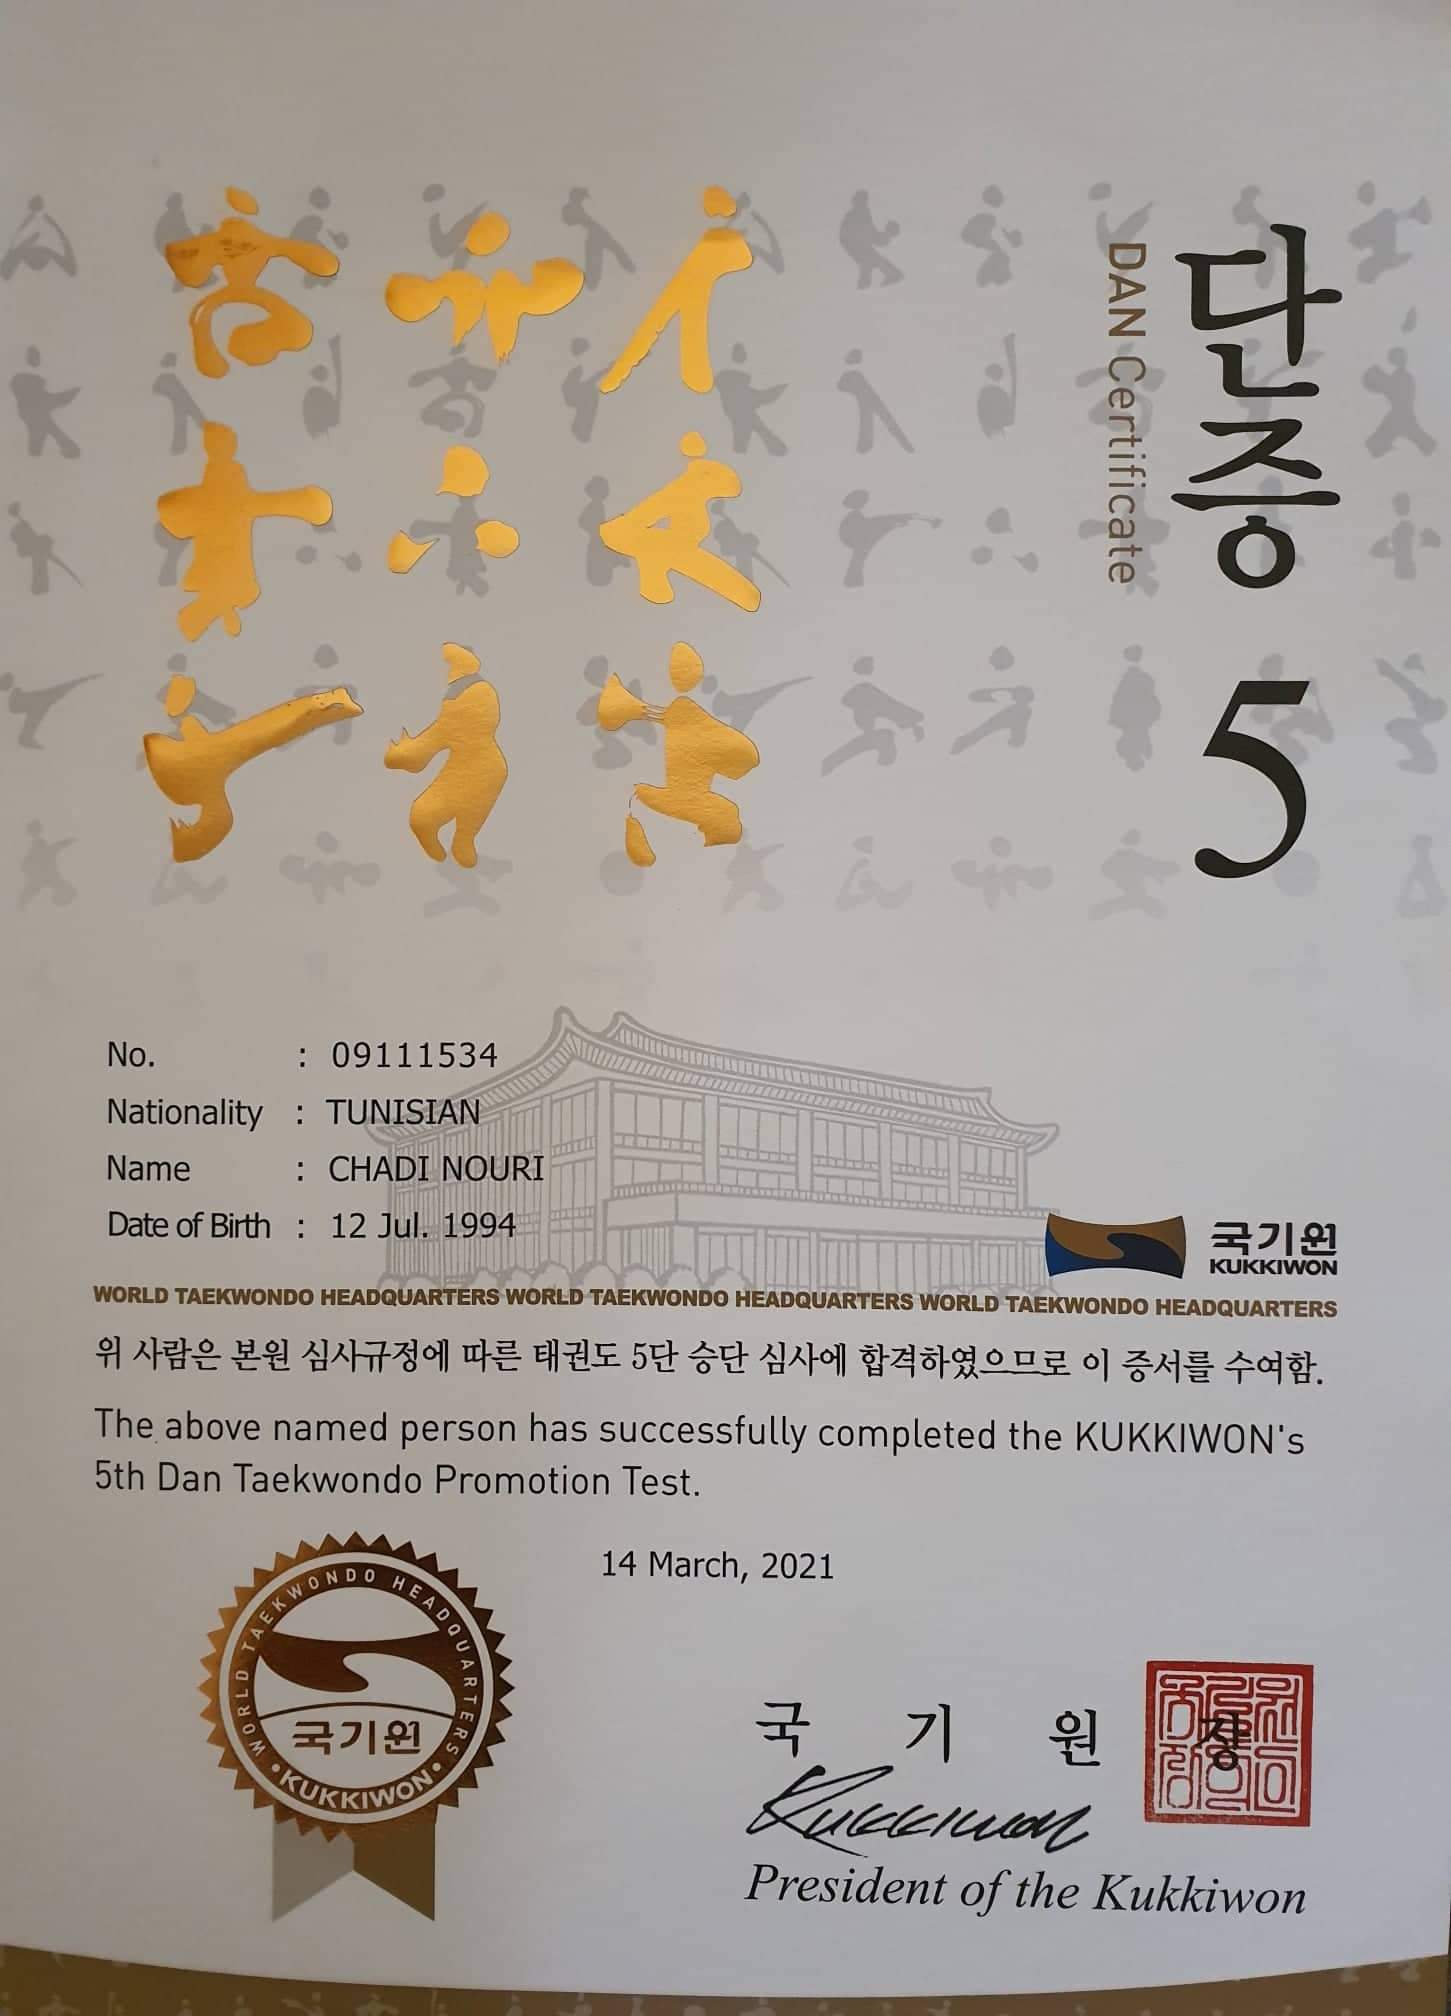 단증
DAN Certificate
5
No. : 09111534
Nationality : TUNISIAN
Name : CHADI NOURI
Date of Birth : 12 Jul. 1994
국기원
KUKKIWON
WORLD TAEKWONDO HEADQUARTERS WORLD TAEKWONDO HEADQUARTERS WORLD TAEKWONDO HEADQUARTERS
위 사람은 본원 심사규정에 따른 태권도 5단 승단 심사에 합격하였으므로 이 증서를 수여함.
The above named person has successfully completed the KUKKIWON's
5th Dan Taekwondo Promotion Test.
14 March, 2021
WORLD TAEKWONDO HEADQUARTERS
국기원
•KUKKIWON•
국 기 원 장
Kukkiwon
President of the Kukkiwon